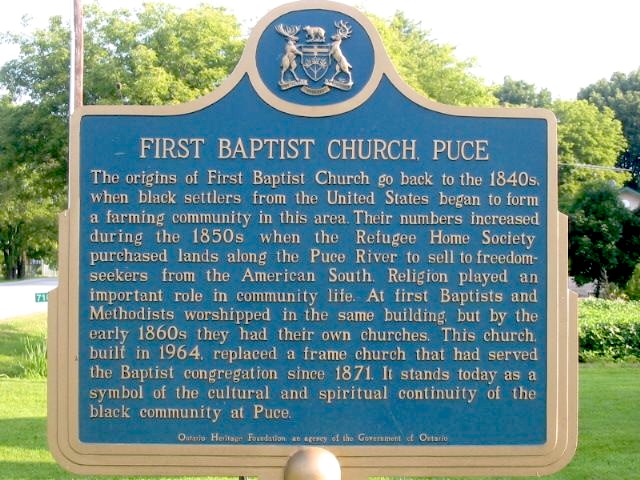 FIRST BAPTIST CHURCH, PUCE
The origins of First Baptist Church go back to the 1840s,
when black settlers from the United States began to form
a farming community in this area. Their numbers increased
during the 1850s when the Refugee Home Society
purchased lands along the Puce River to sell to freedom-
seekers from the American South. Religion played an
important role in community life. At first Baptists and
Methodists worshipped in the same building, but by the
early 1860s they had their own churches. This church,
built in 1964, replaced a frame church that had served
the Baptist congregation since 1871. It stands today as a
symbol of the cultural and spiritual continuity of the
black community at Puce.
Ontario Heritage Foundation, an agency of the Government of Ontario